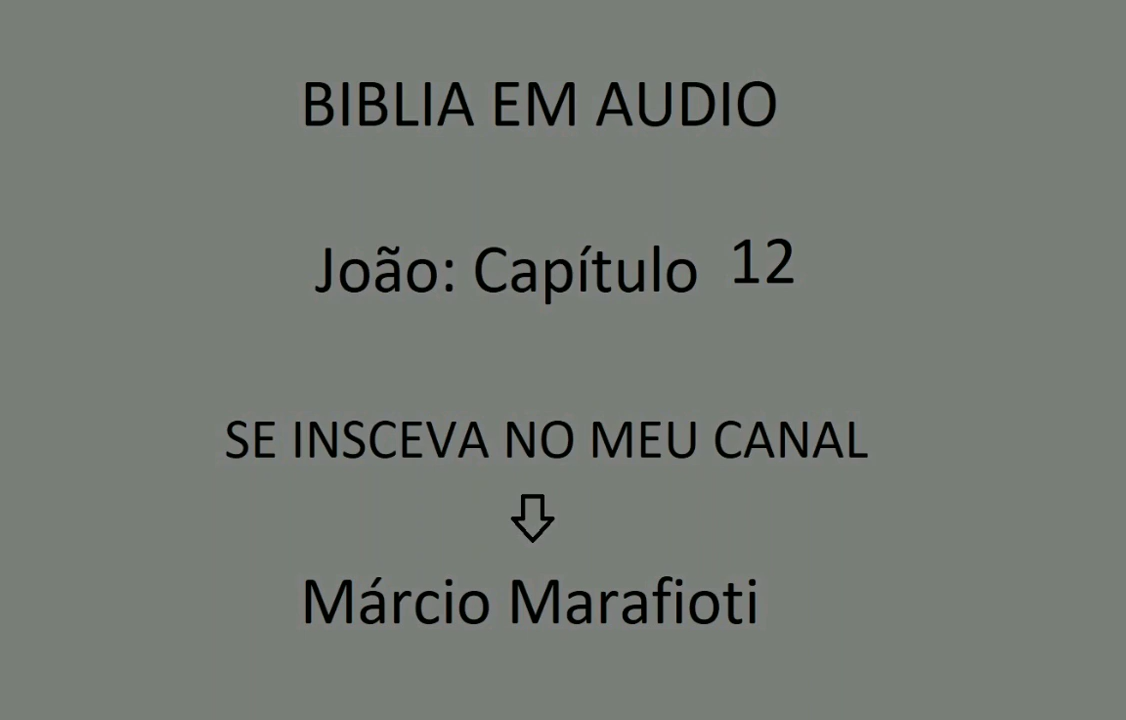 BIBLIA EM AUDIO
João: Capítulo 12
SE INSCEVA NO MEU CANAL
Márcio Marafioti